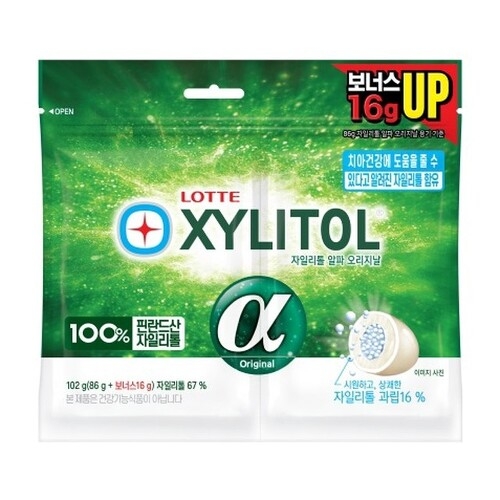 보너스
16g UP
86g 자일리톨 알파 오리지날 용기 기준
◀ OPEN
치아건강에 도움을 줄 수
있다고 알려진 자일리톨 함유
LOTTE
XYLITOL®
자일리톨 알파 오리지날
α
Original
100% 핀란드산
자일리톨
이미지 사진
102 g(86 g + 보너스16 g) 자일리톨 67 %
본 제품은 건강기능식품이 아닙니다
시원하고, 상쾌한
자일리톨 과립16 %